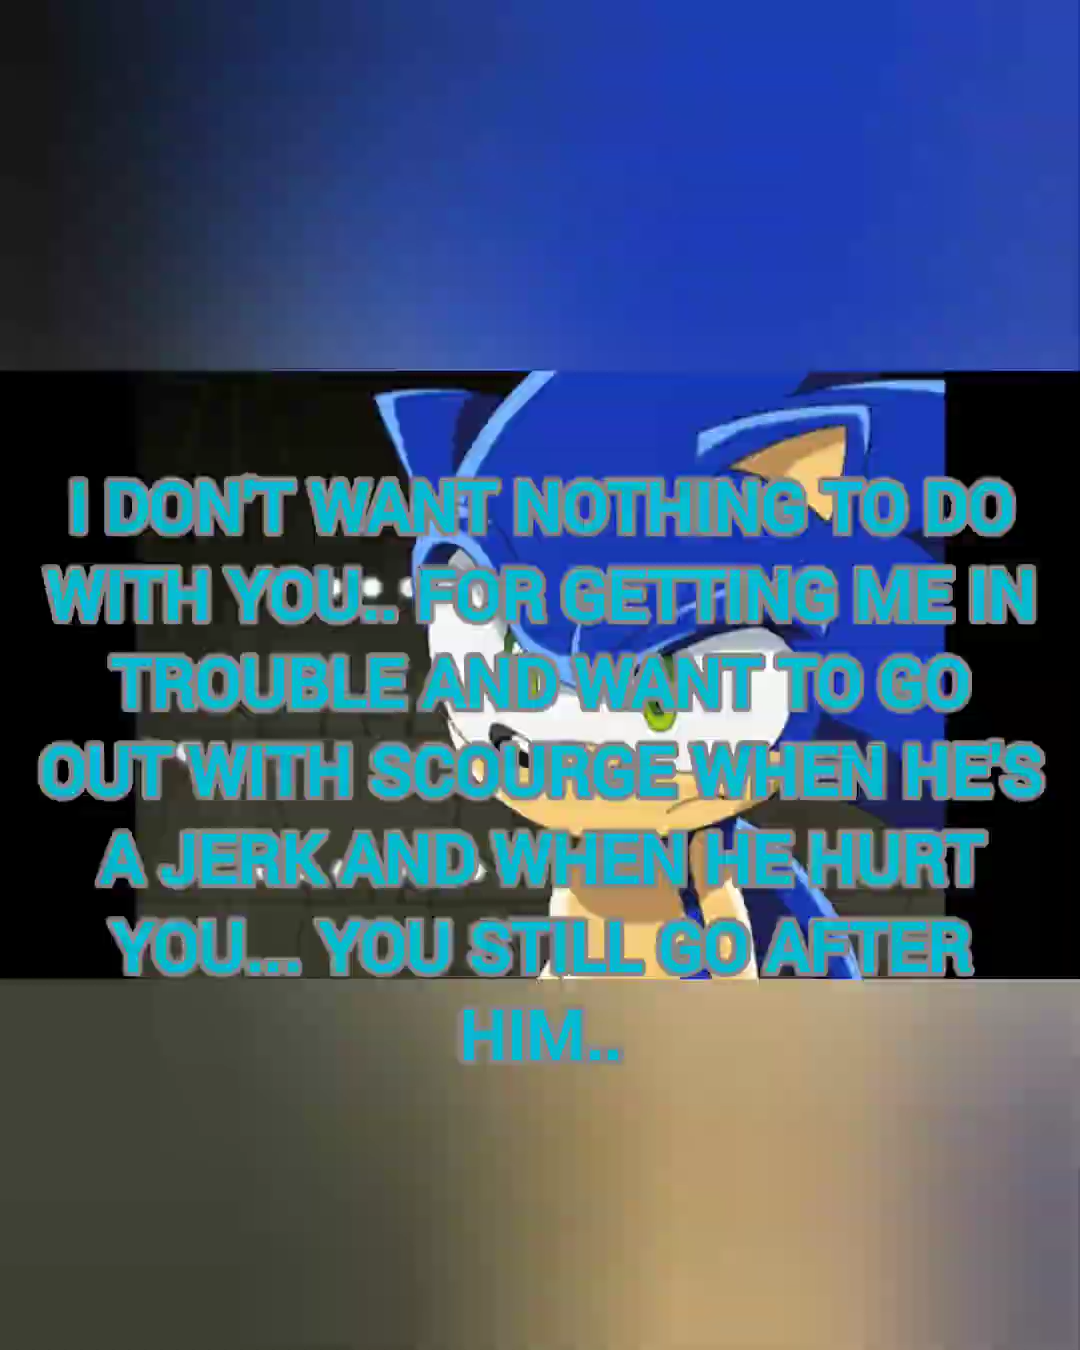 I DON'T WANT NOTHING TO DO
WITH YOU.. FOR GETTING ME IN
TROUBLE AND WANT TO GO
OUT WITH SCOURGE WHEN HE'S
A JERK AND WHEN HE HURT
YOU... YOU STILL GO AFTER
HIM..